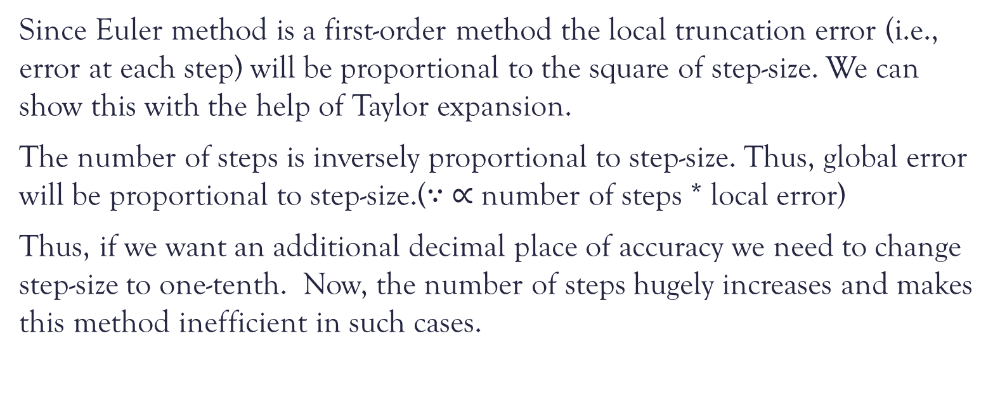 Since Euler method is a first-order method the local truncation error (i.e.,
error at each step) will be proportional to the square of step-size. We can
show this with the help of Taylor expansion.
The number of steps is inversely proportional to step-size. Thus, global error
will be proportional to step-size.(∵ ∝ number of steps * local error)
Thus, if we want an additional decimal place of accuracy we need to change
step-size to one-tenth.  Now, the number of steps hugely increases and makes
this method inefficient in such cases.